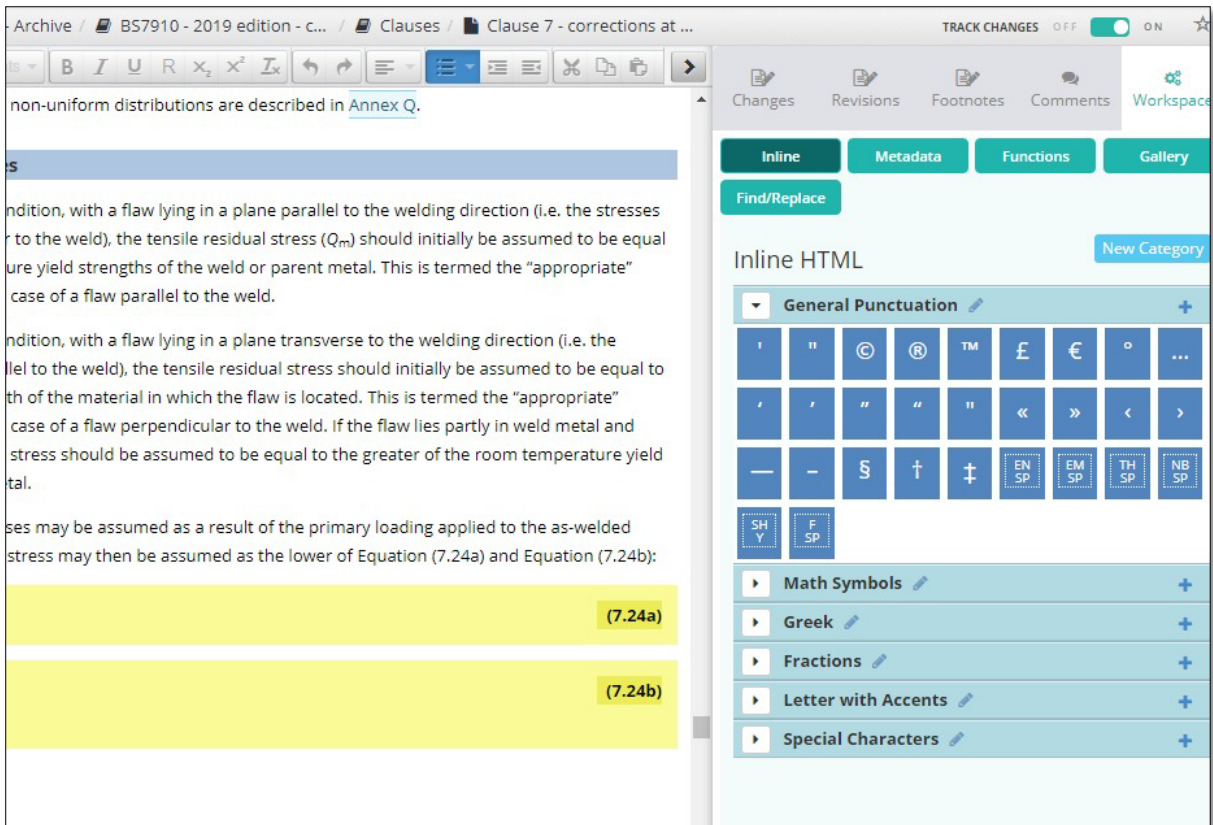 - Archive / BS7910 - 2019 edition - c... / Clauses / Clause 7 - corrections at ...
TRACK CHANGES OFF ON
B I U R X₂ X² Iₓ
non-uniform distributions are described in Annex Q.
es
ndition, with a flaw lying in a plane parallel to the welding direction (i.e. the stresses
r to the weld), the tensile residual stress (Qₘ) should initially be assumed to be equal
ure yield strengths of the weld or parent metal. This is termed the “appropriate”
case of a flaw parallel to the weld.
ndition, with a flaw lying in a plane transverse to the welding direction (i.e. the
llel to the weld), the tensile residual stress should initially be assumed to be equal to
th of the material in which the flaw is located. This is termed the “appropriate”
case of a flaw perpendicular to the weld. If the flaw lies partly in weld metal and
stress should be assumed to be equal to the greater of the room temperature yield
tal.
ses may be assumed as a result of the primary loading applied to the as-welded
stress may then be assumed as the lower of Equation (7.24a) and Equation (7.24b):
(7.24a)
(7.24b)
Changes Revisions Footnotes Comments Workspace
Inline Metadata Functions Gallery
Find/Replace
Inline HTML New Category
General Punctuation +
' " © ® ™ £ € ° ...
‘ ’ ” “ " « » ‹ ›
— – § † ‡ EN SP EM SP TH SP NB SP
SH Y F SP
Math Symbols +
Greek +
Fractions +
Letter with Accents +
Special Characters +